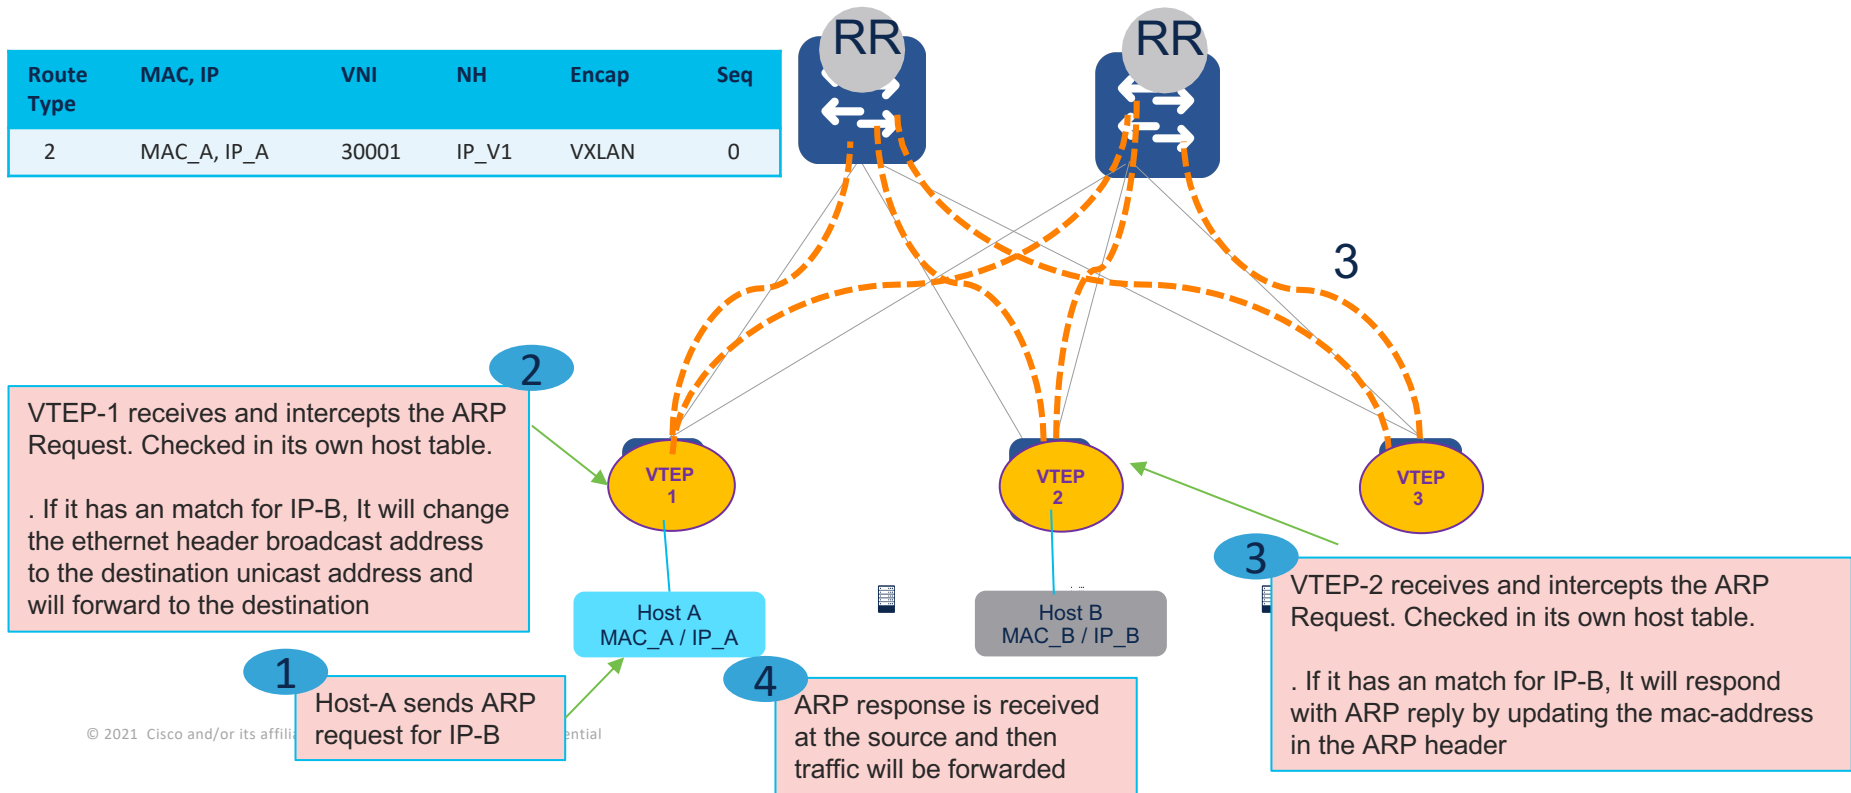 RR
RR
Route Type MAC, IP VNI NH Encap Seq
2 MAC_A, IP_A 30001 IP_V1 VXLAN 0
3
2
VTEP-1 receives and intercepts the ARP
Request. Checked in its own host table.
. If it has an match for IP-B, It will change
the ethernet header broadcast address
to the destination unicast address and
will forward to the destination
VTEP
1
VTEP
2
VTEP
3
3
VTEP-2 receives and intercepts the ARP
Request. Checked in its own host table.
. If it has an match for IP-B, It will respond
with ARP reply by updating the mac-address
in the ARP header
Host A
MAC_A / IP_A
Host B
MAC_B / IP_B
1
Host-A sends ARP
request for IP-B
4
ARP response is received
at the source and then
traffic will be forwarded
© 2021 Cisco and/or its